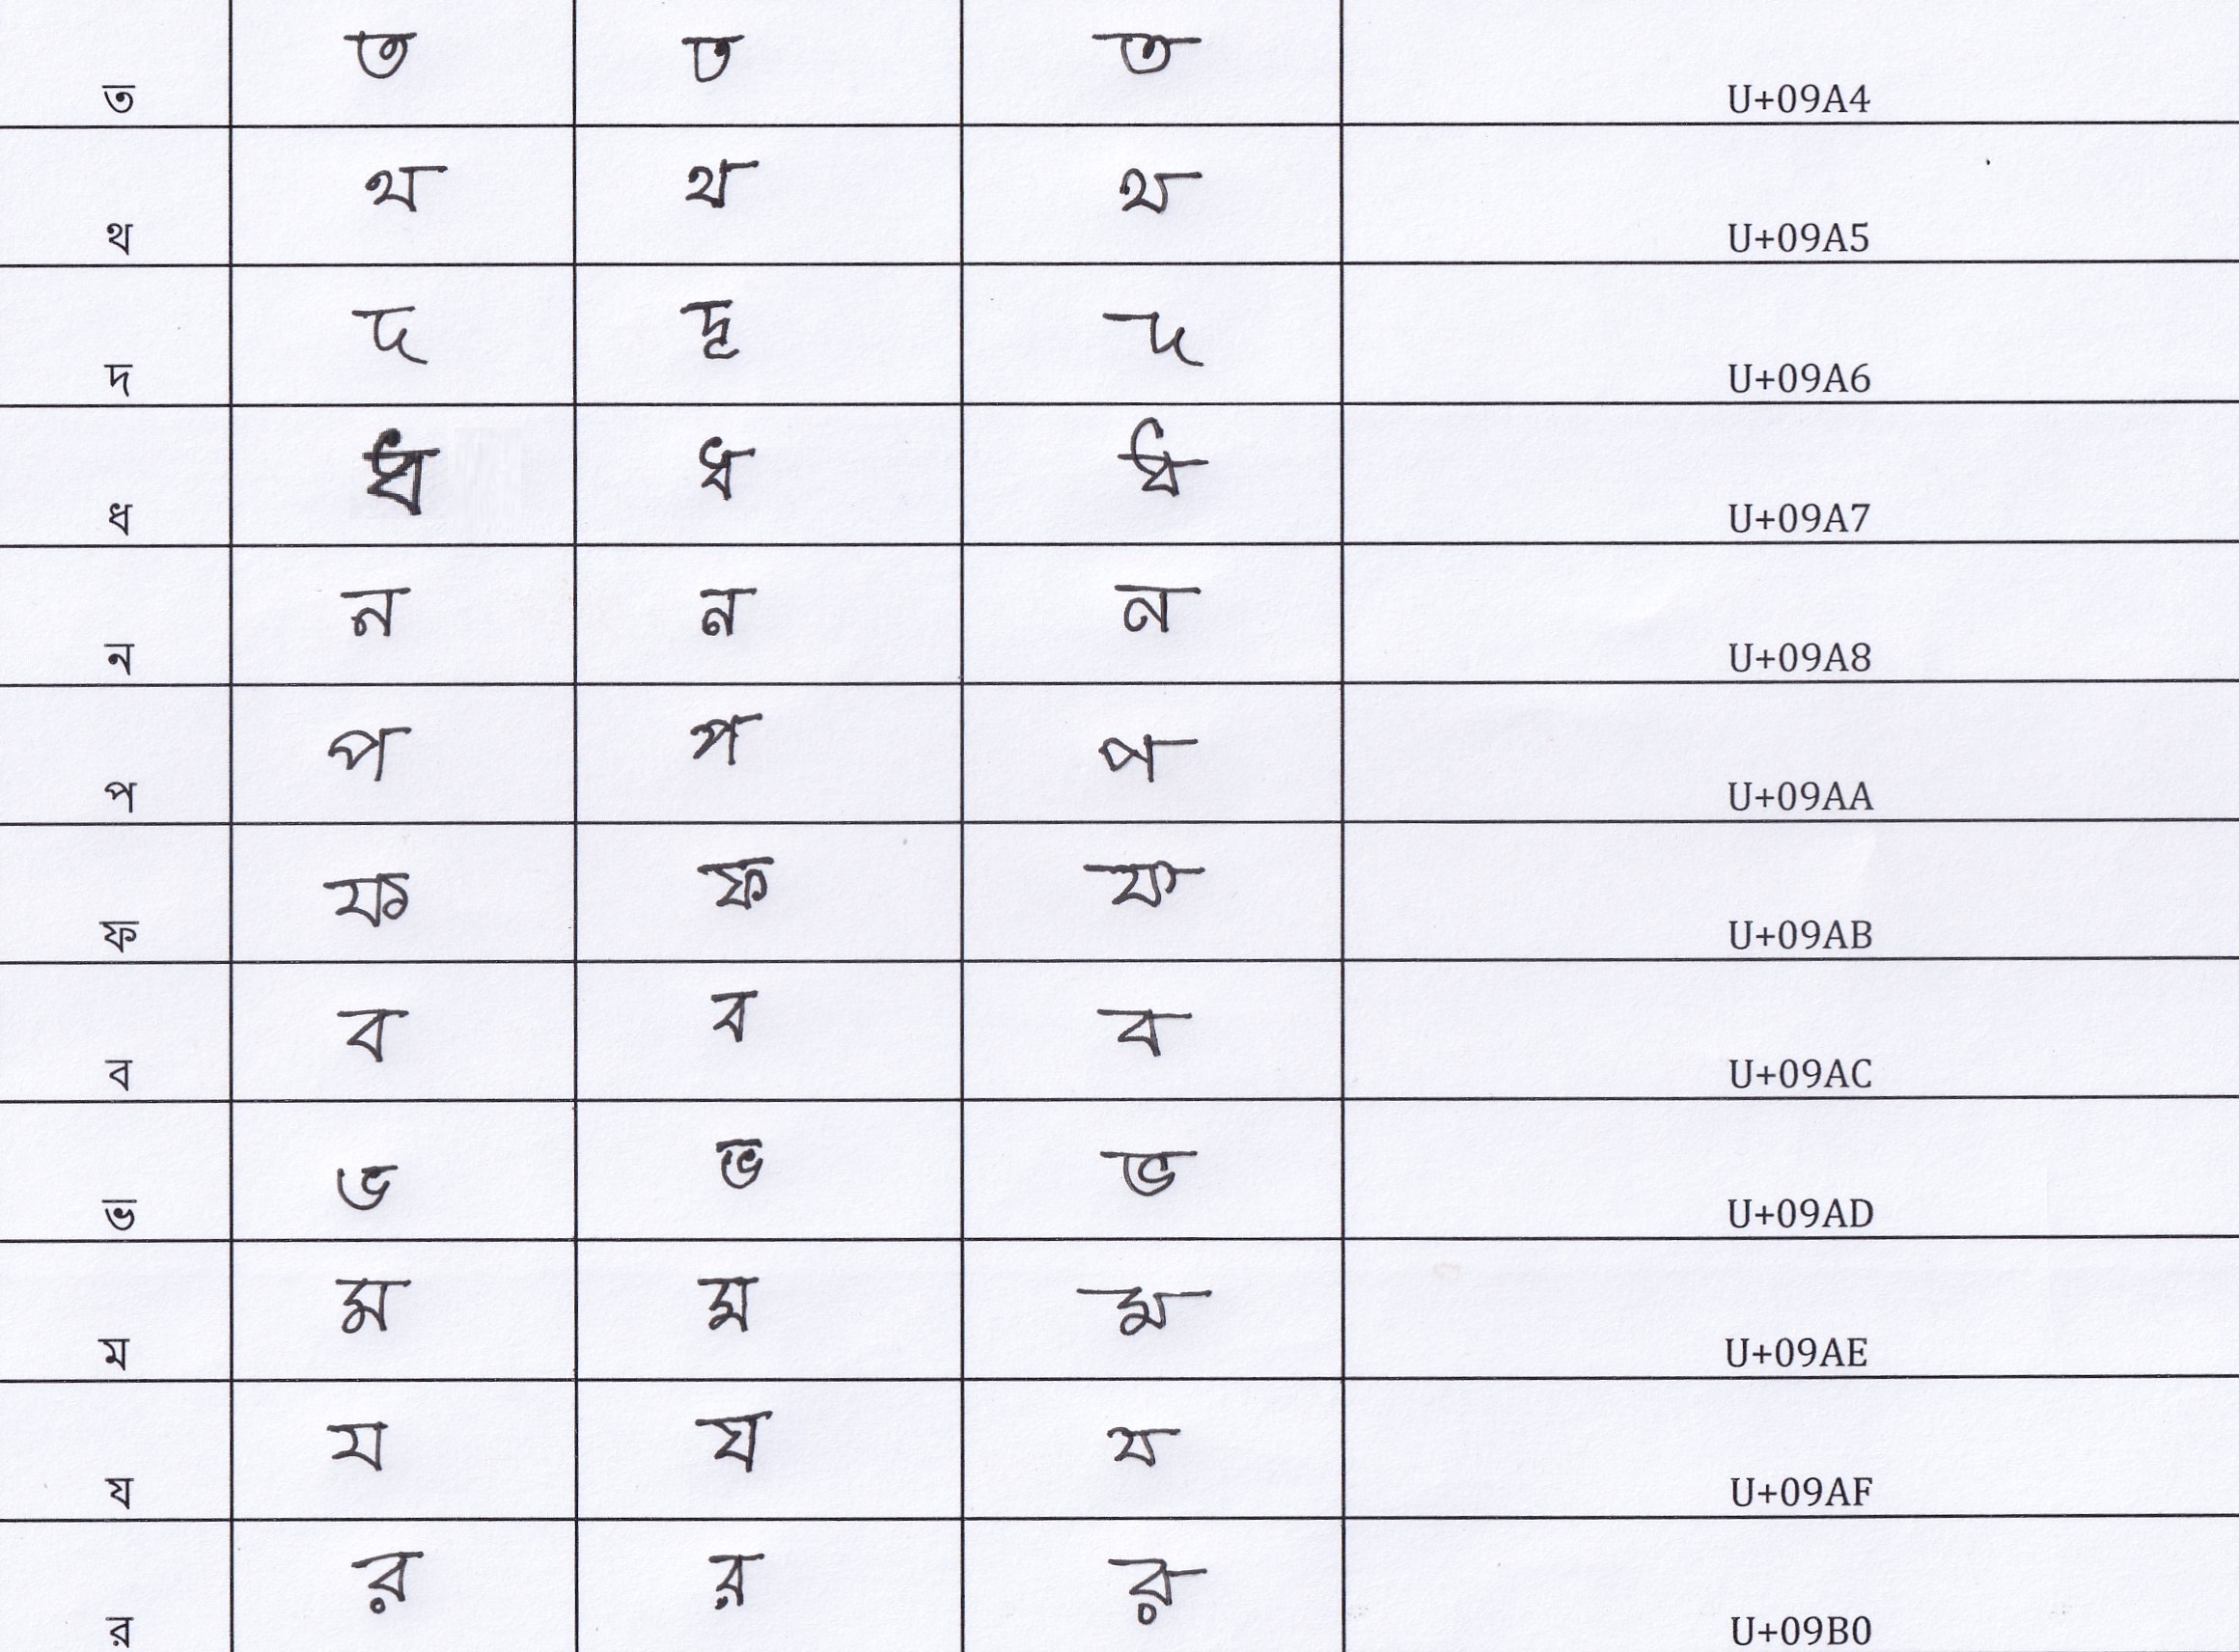 ত ত ত ত U+09A4
থ থ থ থ U+09A5
দ দ দৃ দ U+09A6
ধ ধ ধ ধ U+09A7
ন ন ন ন U+09A8
প প প প U+09AA
ফ ফ ফ ফ U+09AB
ব ব ব ব U+09AC
ভ ভ ভ ভ U+09AD
ম ম ম ম U+09AE
য য য য U+09AF
র র র র U+09B0